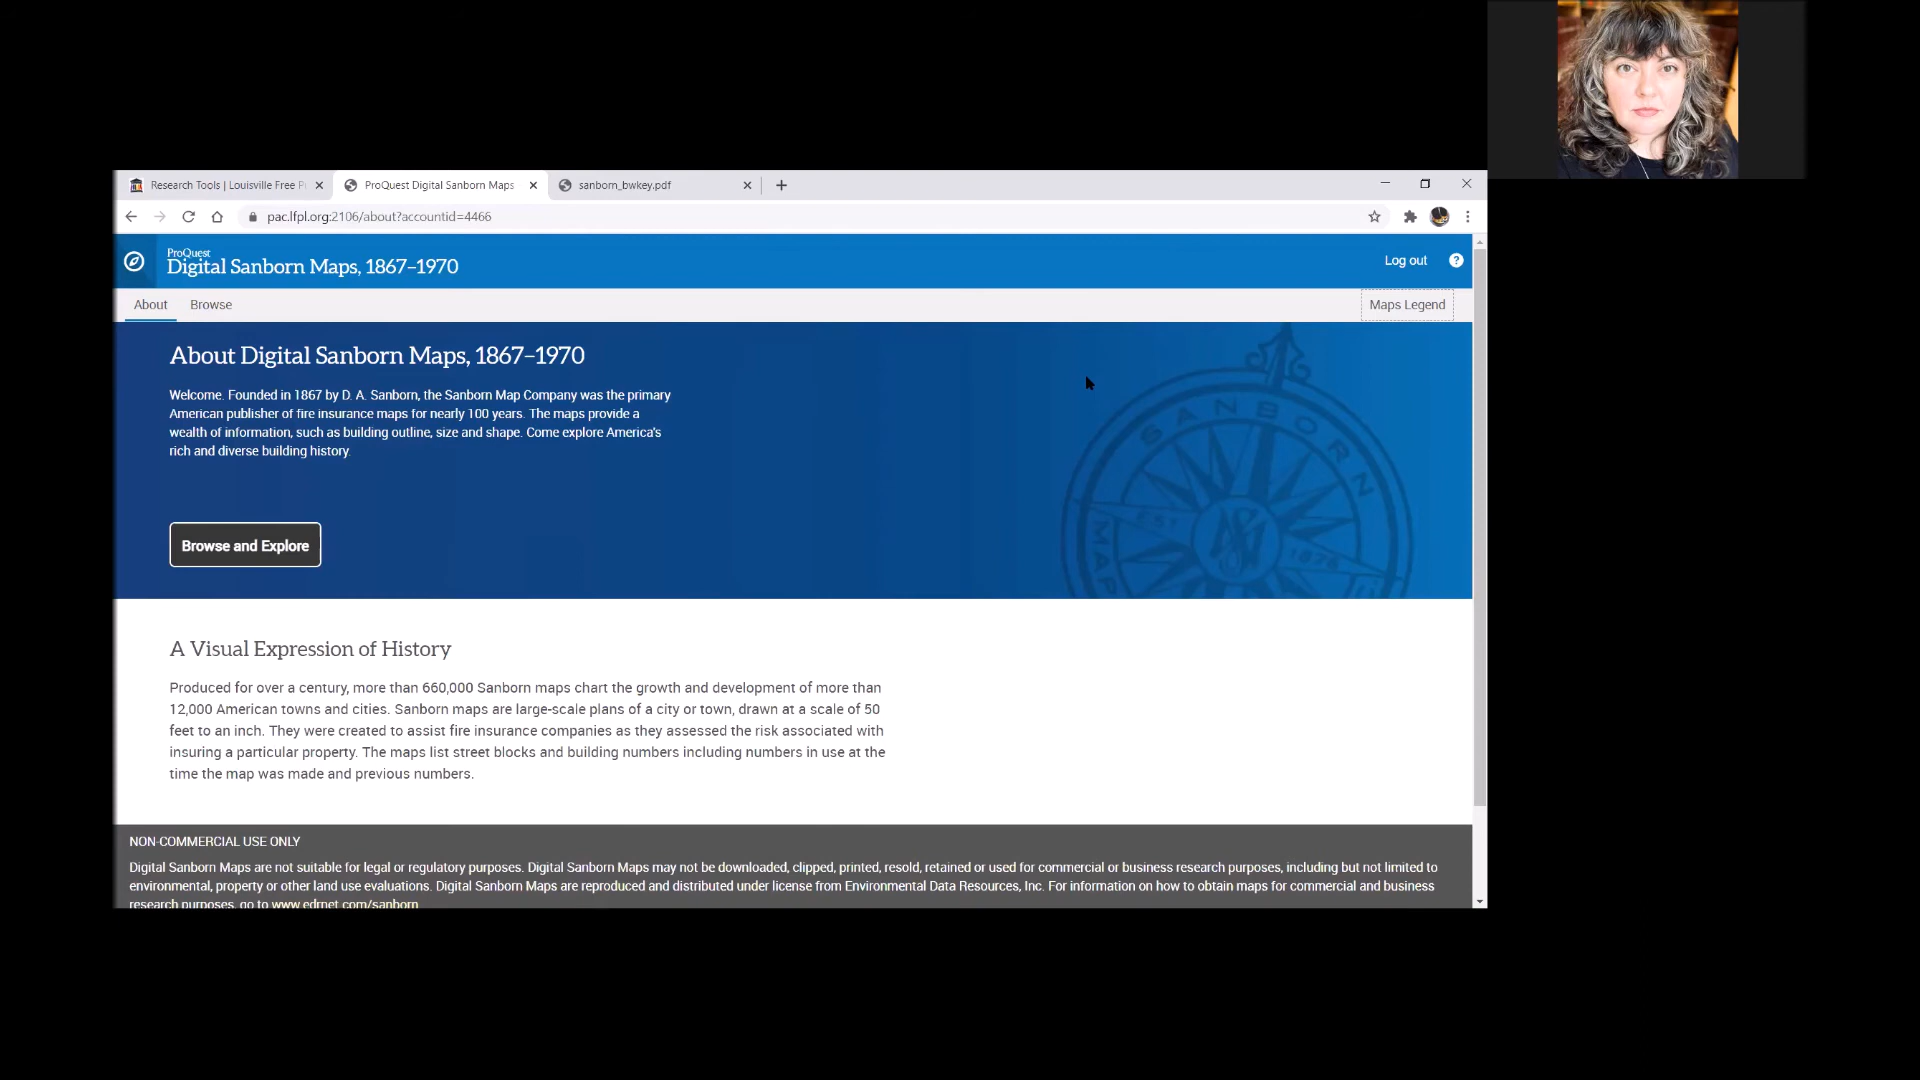 Research Tools | Louisville Free P
ProQuest Digital Sanborn Maps
sanborn_bwkey.pdf
pac.lfpl.org:2106/about?accountid=4466
ProQuest
Digital Sanborn Maps, 1867–1970
Log out
About
Browse
Maps Legend
About Digital Sanborn Maps, 1867–1970
Welcome. Founded in 1867 by D. A. Sanborn, the Sanborn Map Company was the primary
American publisher of fire insurance maps for nearly 100 years. The maps provide a
wealth of information, such as building outline, size and shape. Come explore America's
rich and diverse building history.
SANBORN
MAP
EST
1876
Browse and Explore
A Visual Expression of History
Produced for over a century, more than 660,000 Sanborn maps chart the growth and development of more than
12,000 American towns and cities. Sanborn maps are large-scale plans of a city or town, drawn at a scale of 50
feet to an inch. They were created to assist fire insurance companies as they assessed the risk associated with
insuring a particular property. The maps list street blocks and building numbers including numbers in use at the
time the map was made and previous numbers.
NON-COMMERCIAL USE ONLY
Digital Sanborn Maps are not suitable for legal or regulatory purposes. Digital Sanborn Maps may not be downloaded, clipped, printed, resold, retained or used for commercial or business research purposes, including but not limited to
environmental, property or other land use evaluations. Digital Sanborn Maps are reproduced and distributed under license from Environmental Data Resources, Inc. For information on how to obtain maps for commercial and business
research purposes, go to www.edrnet.com/sanborn